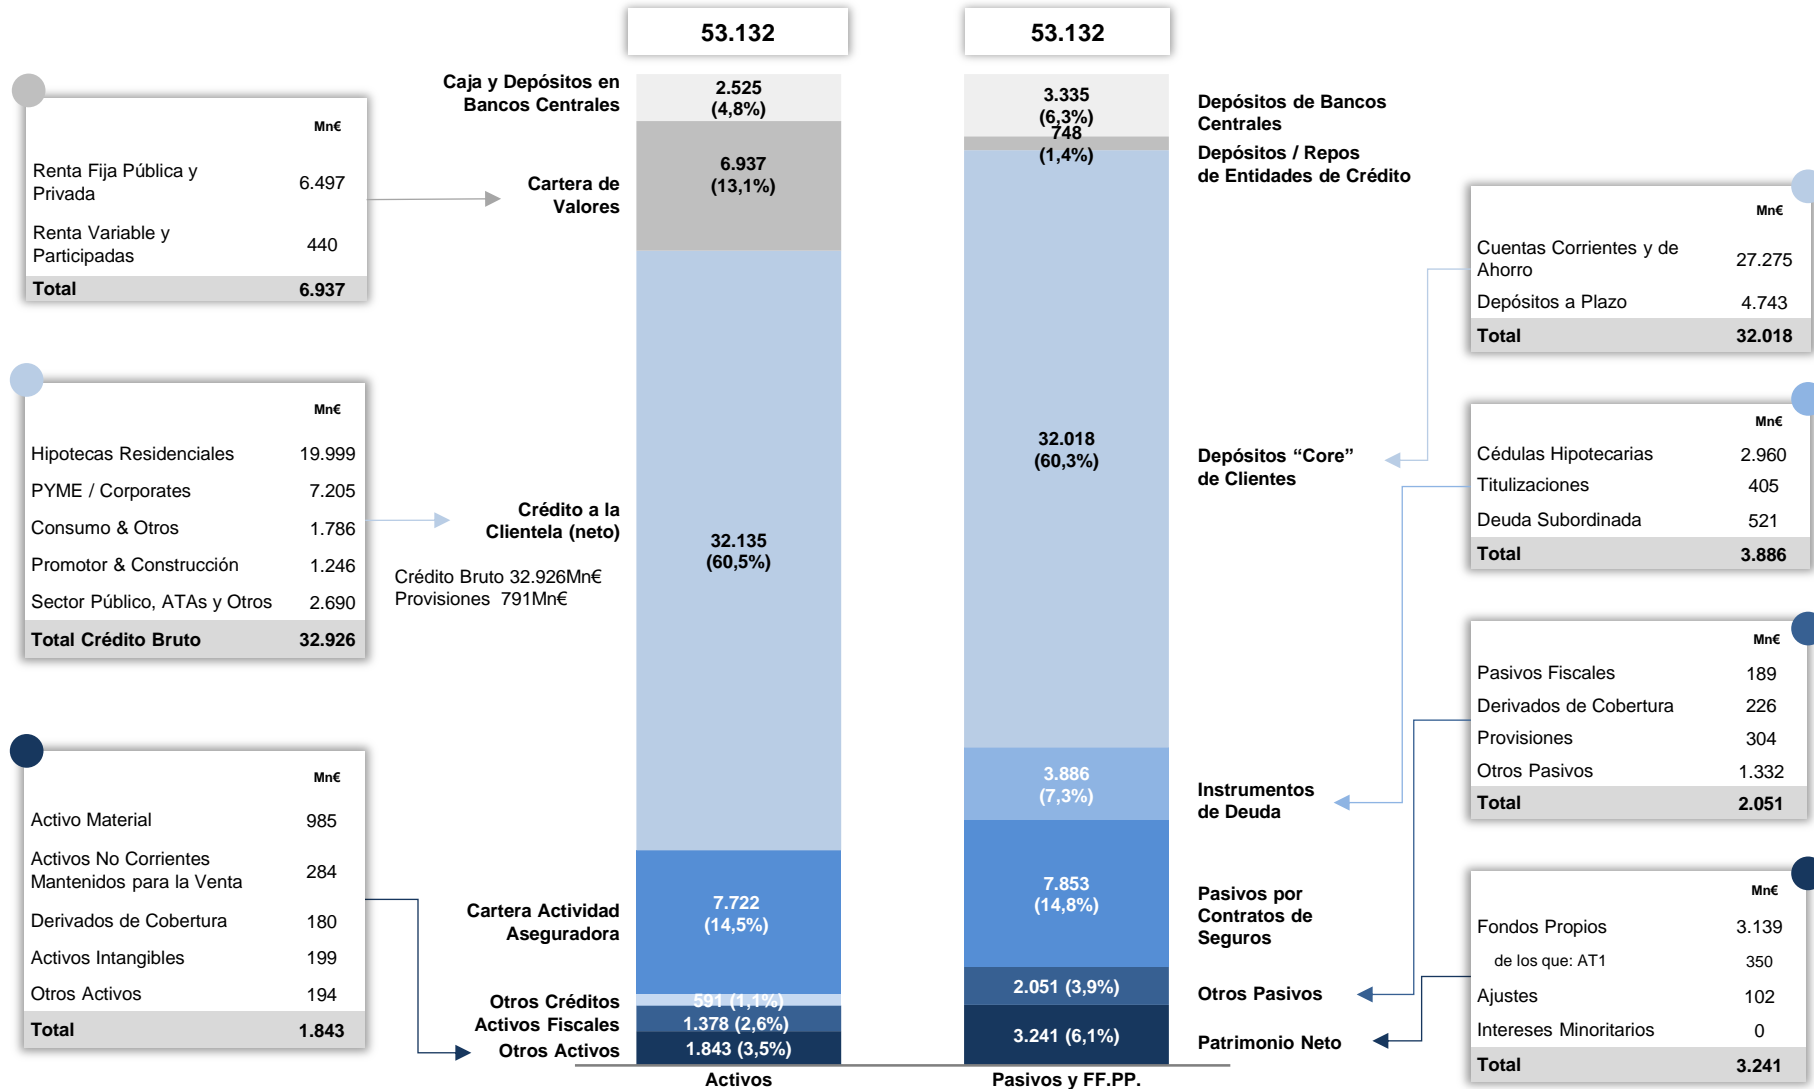 53.132
53.132
Mn€
Renta Fija Pública y
Privada
6.497
Renta Variable y
Participadas
440
Total 6.937
Mn€
Hipotecas Residenciales 19.999
PYME / Corporates 7.205
Consumo & Otros 1.786
Promotor & Construcción 1.246
Sector Público, ATAs y Otros 2.690
Total Crédito Bruto 32.926
Mn€
Activo Material 985
Activos No Corrientes
Mantenidos para la Venta
284
Derivados de Cobertura 180
Activos Intangibles 199
Otros Activos 194
Total 1.843
Caja y Depósitos en
Bancos Centrales
Cartera de
Valores
Crédito a la
Clientela (neto)
Crédito Bruto 32.926Mn€
Provisiones 791Mn€
Cartera Actividad
Aseguradora
Otros Créditos
Activos Fiscales
Otros Activos
2.525
(4,8%)
6.937
(13,1%)
32.135
(60,5%)
7.722
(14,5%)
591 (1,1%)
1.378 (2,6%)
1.843 (3,5%)
Activos
3.335
(6,3%)
748
(1,4%)
32.018
(60,3%)
3.886
(7,3%)
7.853
(14,8%)
2.051 (3,9%)
3.241 (6,1%)
Pasivos y FF.PP.
Depósitos de Bancos
Centrales
Depósitos / Repos
de Entidades de Crédito
Depósitos “Core”
de Clientes
Instrumentos
de Deuda
Pasivos por
Contratos de
Seguros
Otros Pasivos
Patrimonio Neto
Mn€
Cuentas Corrientes y de
Ahorro
27.275
Depósitos a Plazo 4.743
Total 32.018
Mn€
Cédulas Hipotecarias 2.960
Titulizaciones 405
Deuda Subordinada 521
Total 3.886
Mn€
Pasivos Fiscales 189
Derivados de Cobertura 226
Provisiones 304
Otros Pasivos 1.332
Total 2.051
Mn€
Fondos Propios 3.139
de los que: AT1 350
Ajustes 102
Intereses Minoritarios 0
Total 3.241